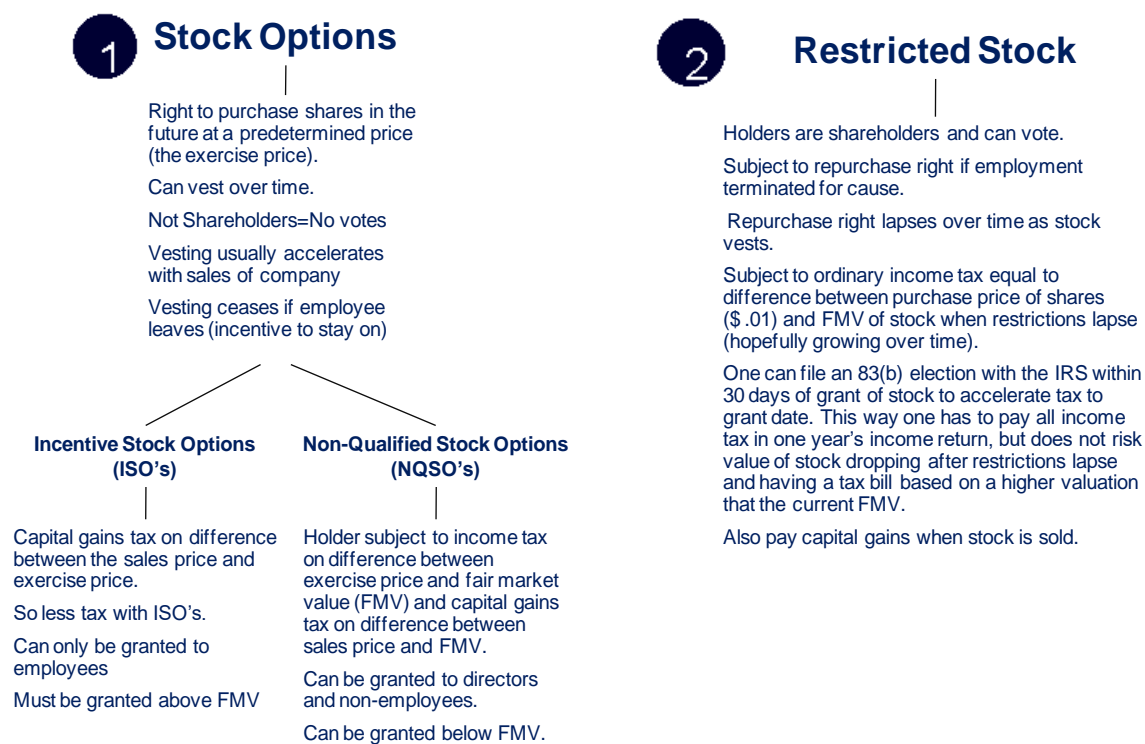 1
Stock Options
Right to purchase shares in the
future at a predetermined price
(the exercise price).
Can vest over time.
Not Shareholders=No votes
Vesting usually accelerates
with sales of company
Vesting ceases if employee
leaves (incentive to stay on)
Incentive Stock Options
(ISO’s)
Capital gains tax on difference
between the sales price and
exercise price.
So less tax with ISO’s.
Can only be granted to
employees
Must be granted above FMV
Non-Qualified Stock Options
(NQSO’s)
Holder subject to income tax
on difference between
exercise price and fair market
value (FMV) and capital gains
tax on difference between
sales price and FMV.
Can be granted to directors
and non-employees.
Can be granted below FMV.
2
Restricted Stock
Holders are shareholders and can vote.
Subject to repurchase right if employment
terminated for cause.
Repurchase right lapses over time as stock
vests.
Subject to ordinary income tax equal to
difference between purchase price of shares
($ .01) and FMV of stock when restrictions lapse
(hopefully growing over time).
One can file an 83(b) election with the IRS within
30 days of grant of stock to accelerate tax to
grant date. This way one has to pay all income
tax in one year’s income return, but does not risk
value of stock dropping after restrictions lapse
and having a tax bill based on a higher valuation
that the current FMV.
Also pay capital gains when stock is sold.